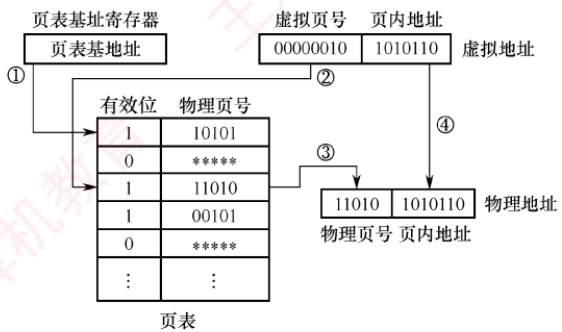 页表基址寄存器 虚拟页号 页内地址
页表基地址 00000010 1010110 虚拟地址
① ②
有效位 物理页号 ④
1 10101
0 ***** ③
1 11010
1 00101 11010 1010110 物理地址
0 ***** 物理页号 页内地址
⋮ ⋮
页表